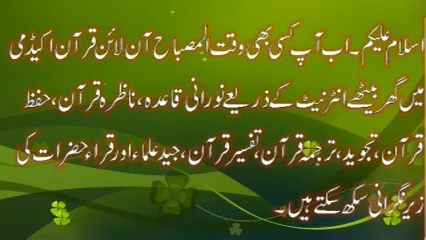 اسلام علیکم۔ اب آپ کسی بھی وقت المصباح آن لائن قرآن اکیڈمی
میں گھر بیٹھے انٹرنیٹ کے ذریعے نورانی قاعدہ، ناظرہ قرآن، حفظ
قرآن، تجوید، ترجمہ قرآن، تفسیر قرآن، جید علماء اور قراء حضرات کی
زیر نگرانی سکھ سکتے ہیں۔